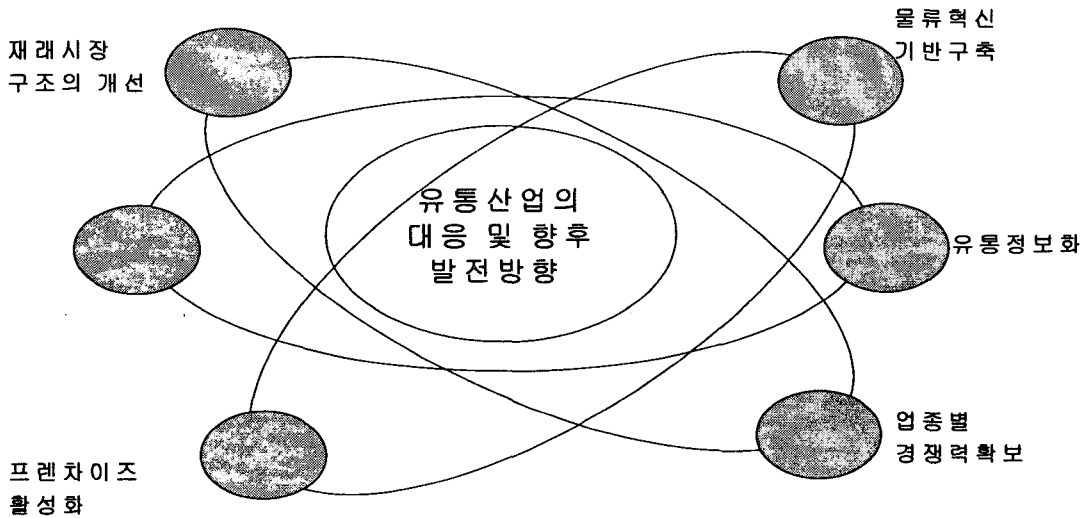 재래시장
구조의 개선
물류혁신
기반구축
유통산업의
대응 및 향후
발전방향
유통정보화
프렌차이즈
활성화
업종별
경쟁력확보